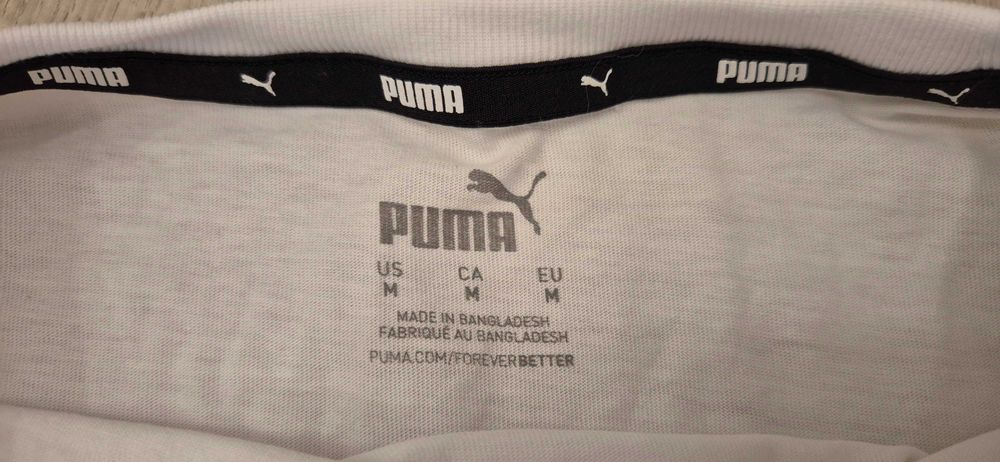 PUMA PUMA PUMA
PUMA
US CA EU
M M M
MADE IN BANGLADESH
FABRIQUÉ AU BANGLADESH
PUMA.COM/FOREVERBETTER